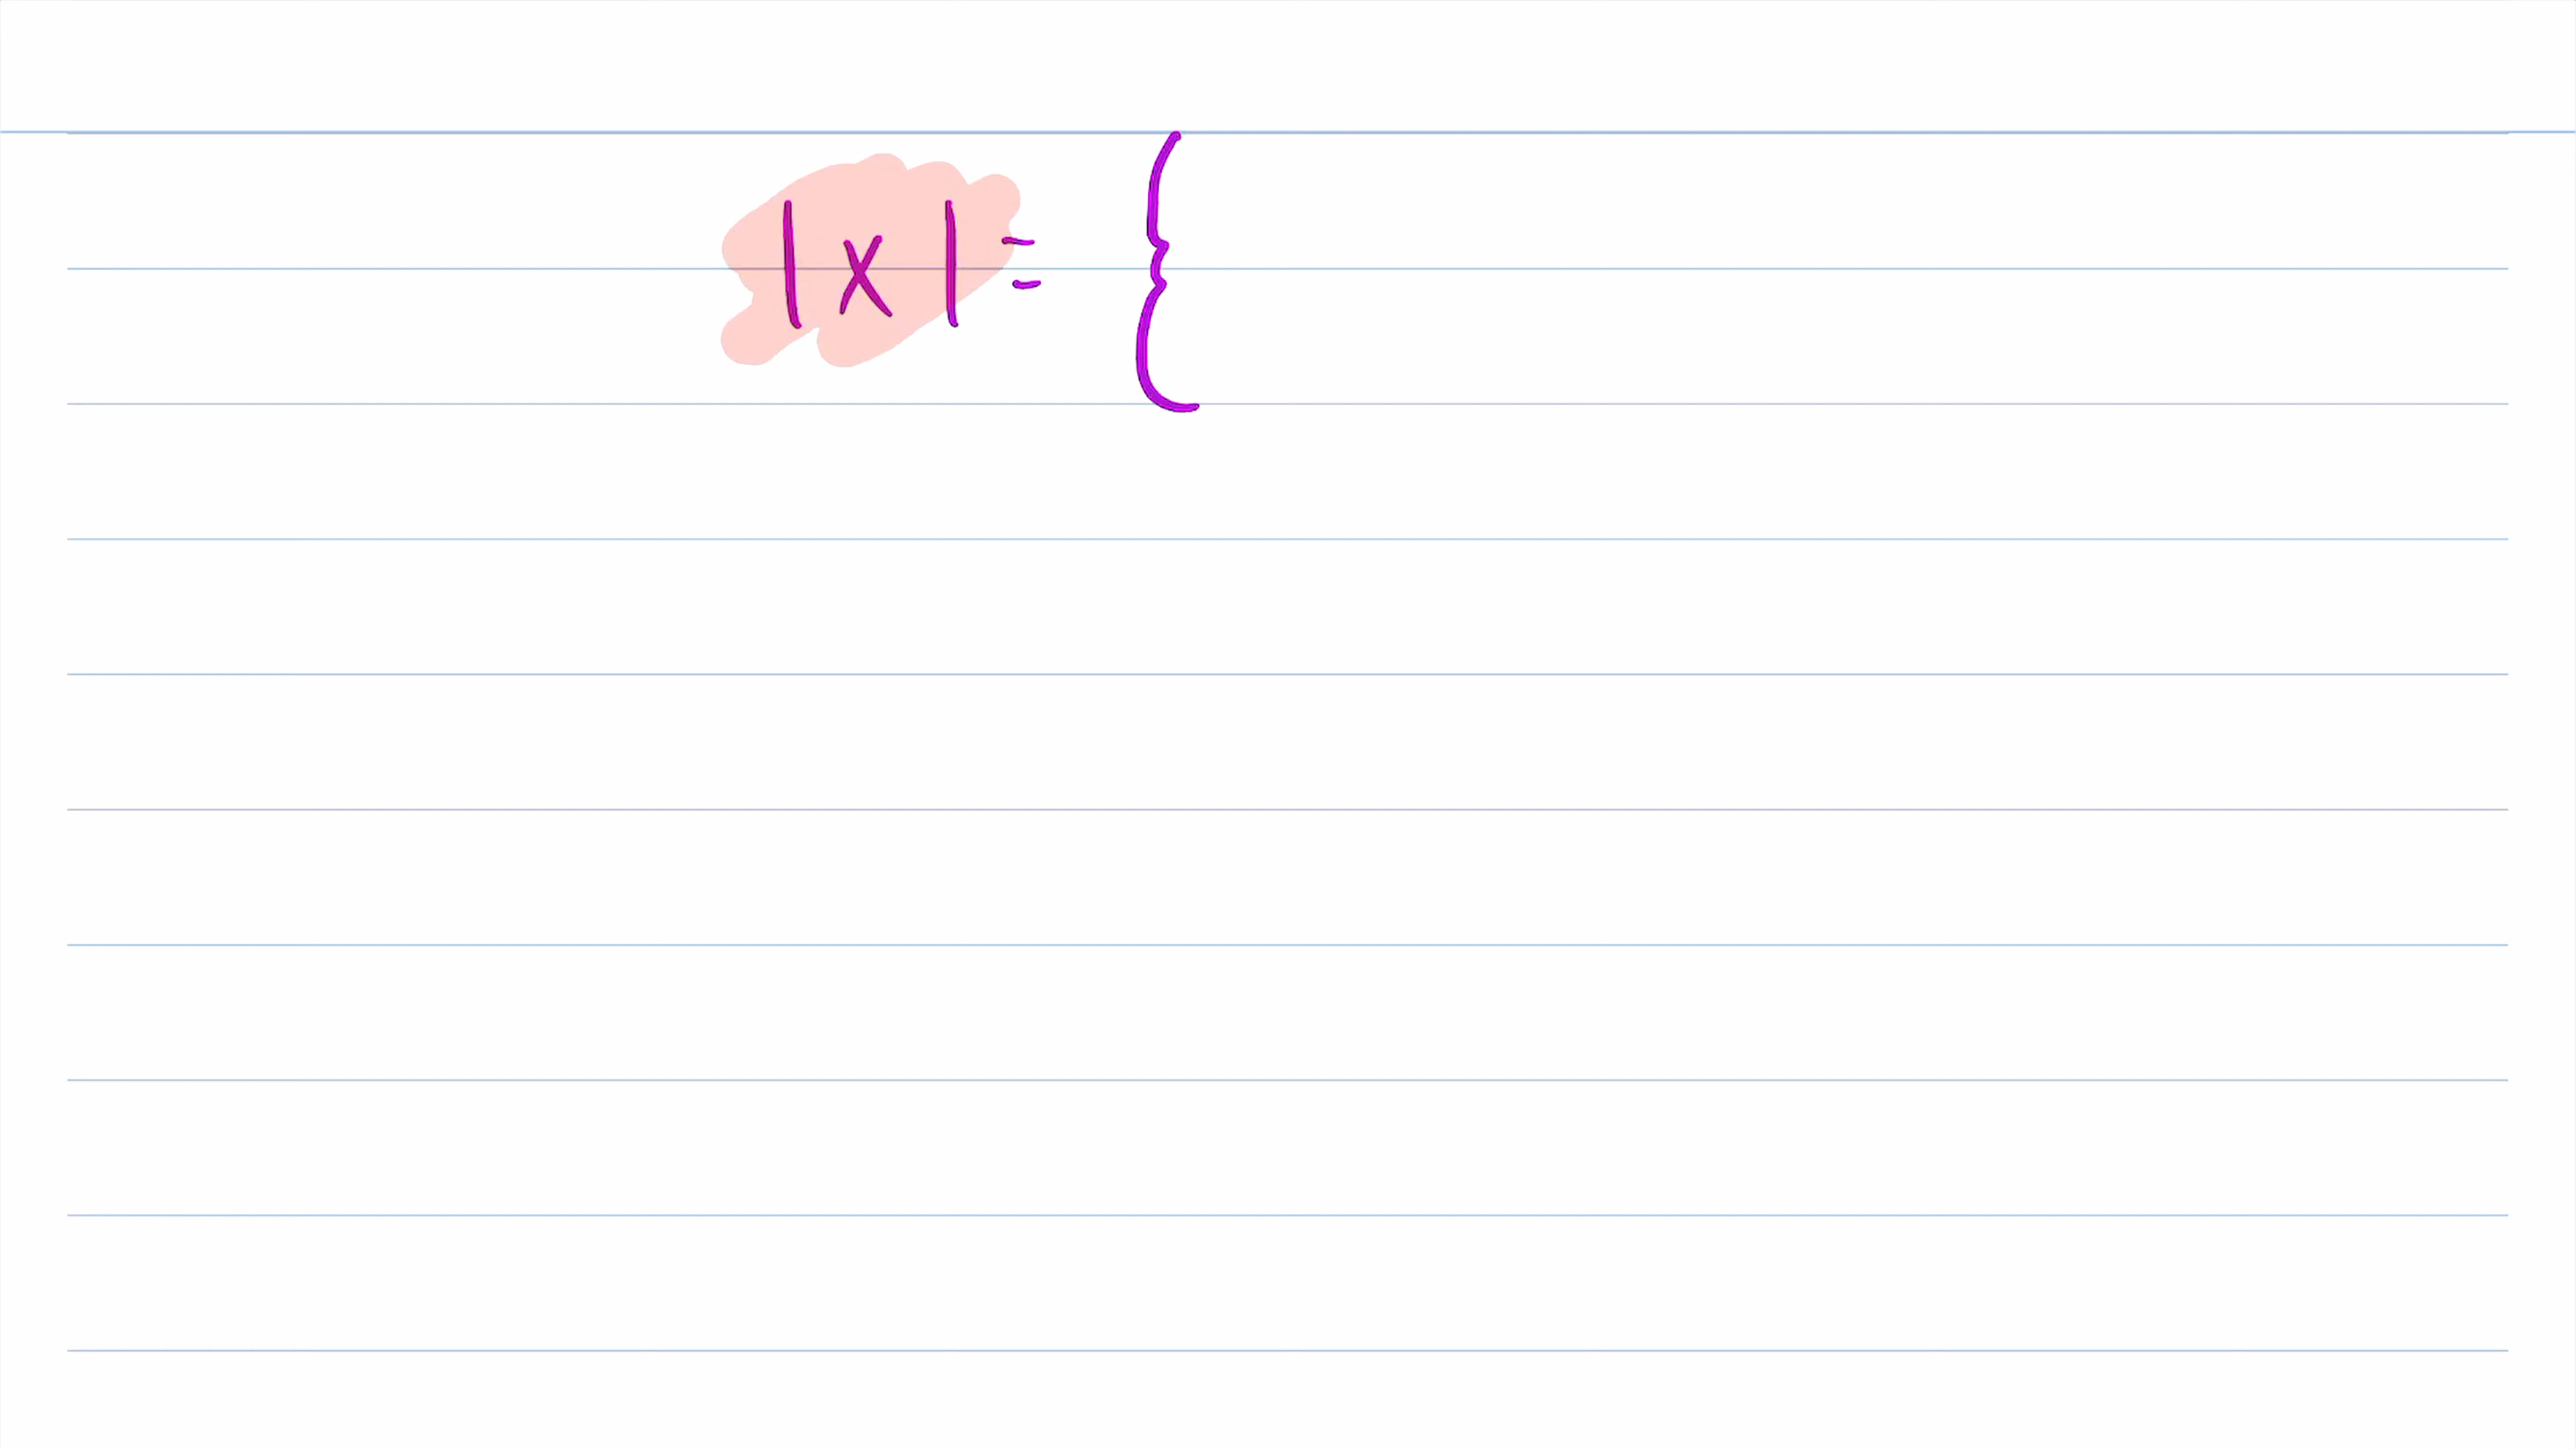 |x| = {